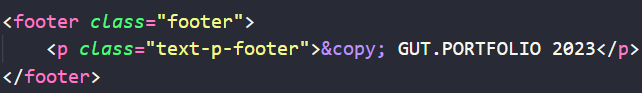 <footer class="footer">
<p class="text-p-footer">&copy; GUT.PORTFOLIO 2023</p>
</footer>